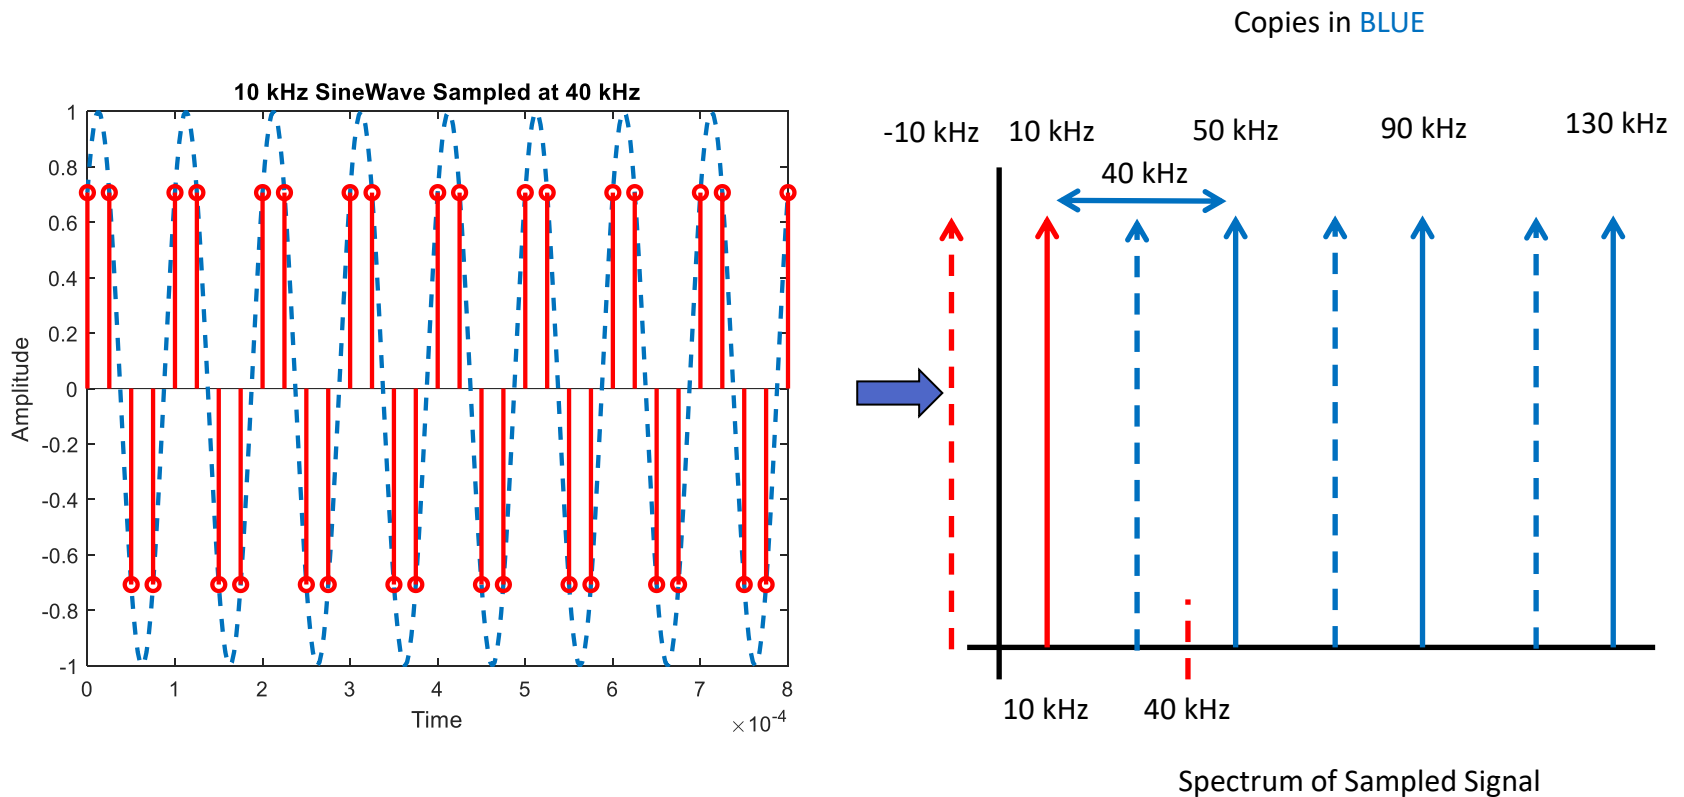 Copies in BLUE
10 kHz SineWave Sampled at 40 kHz
1
0.8
0.6
0.4
0.2
0
-0.2
-0.4
-0.6
-0.8
-1
Amplitude
0 1 2 3 4 5 6 7 8
Time
×10-4
-10 kHz 10 kHz 50 kHz 90 kHz 130 kHz
40 kHz
10 kHz 40 kHz
Spectrum of Sampled Signal